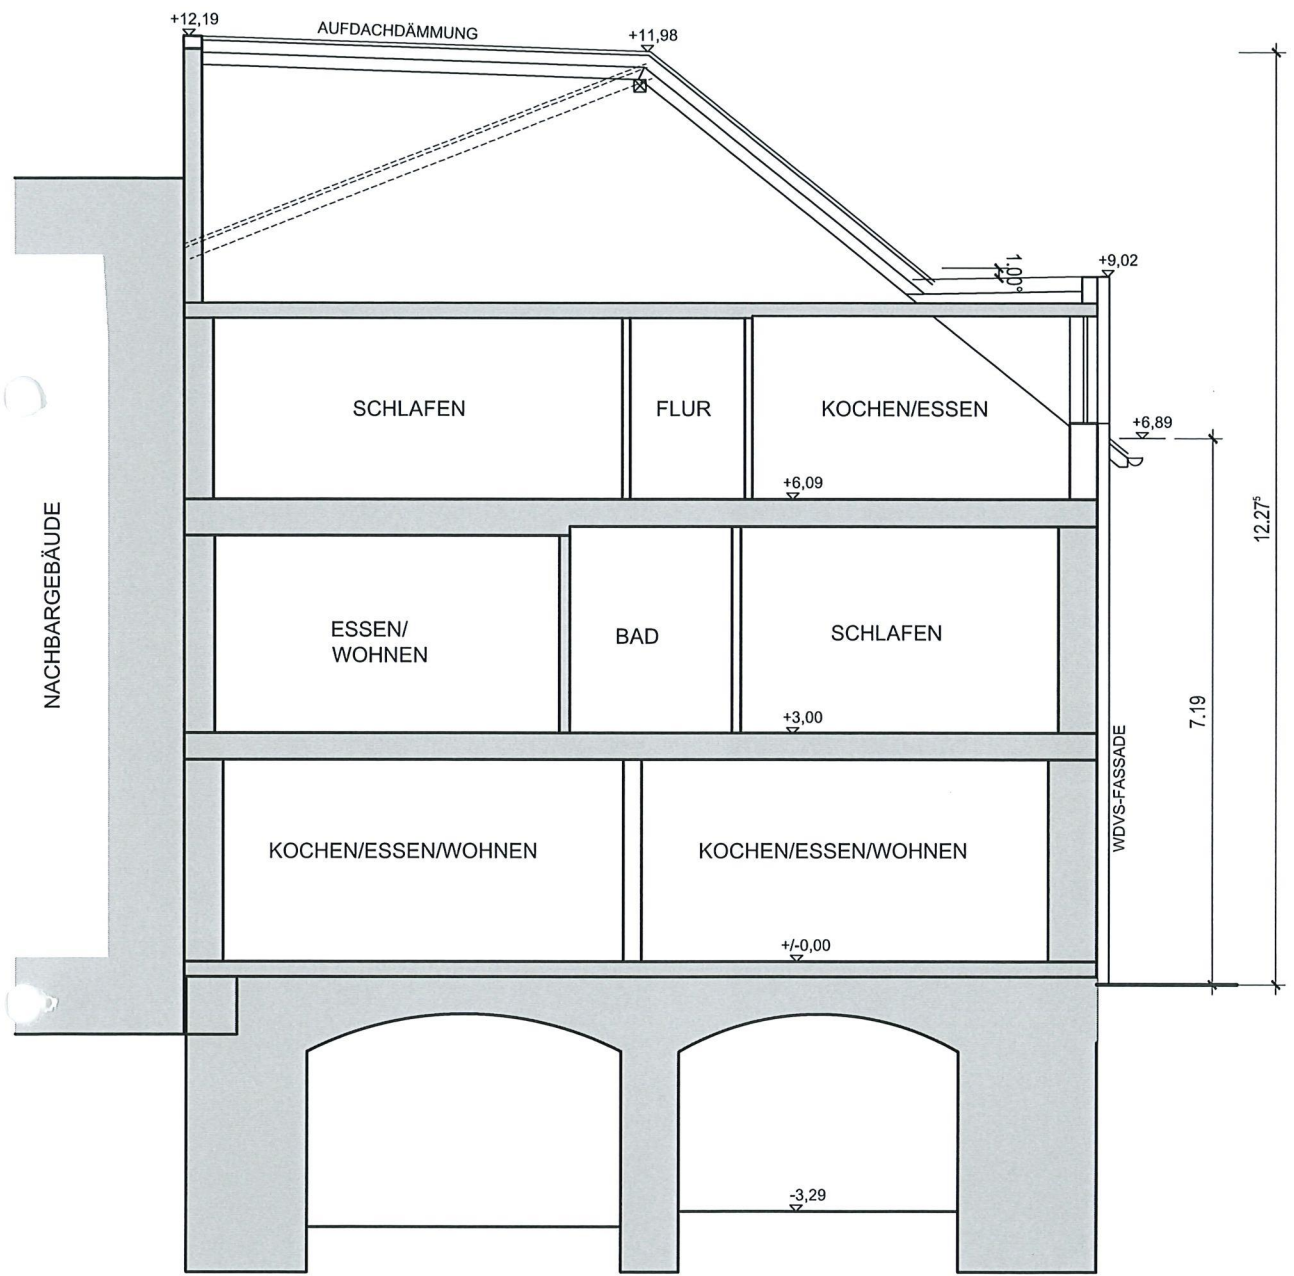 +12,19
AUFDACHDÄMMUNG
+11,98
1.00⁰
+9,02
SCHLAFEN
FLUR
KOCHEN/ESSEN
+6,89
+6,09
NACHBARGEBÄUDE
12.27⁵
ESSEN/
WOHNEN
BAD
SCHLAFEN
7.19
+3,00
WDVS-FASSADE
KOCHEN/ESSEN/WOHNEN
KOCHEN/ESSEN/WOHNEN
+/-0,00
-3,29